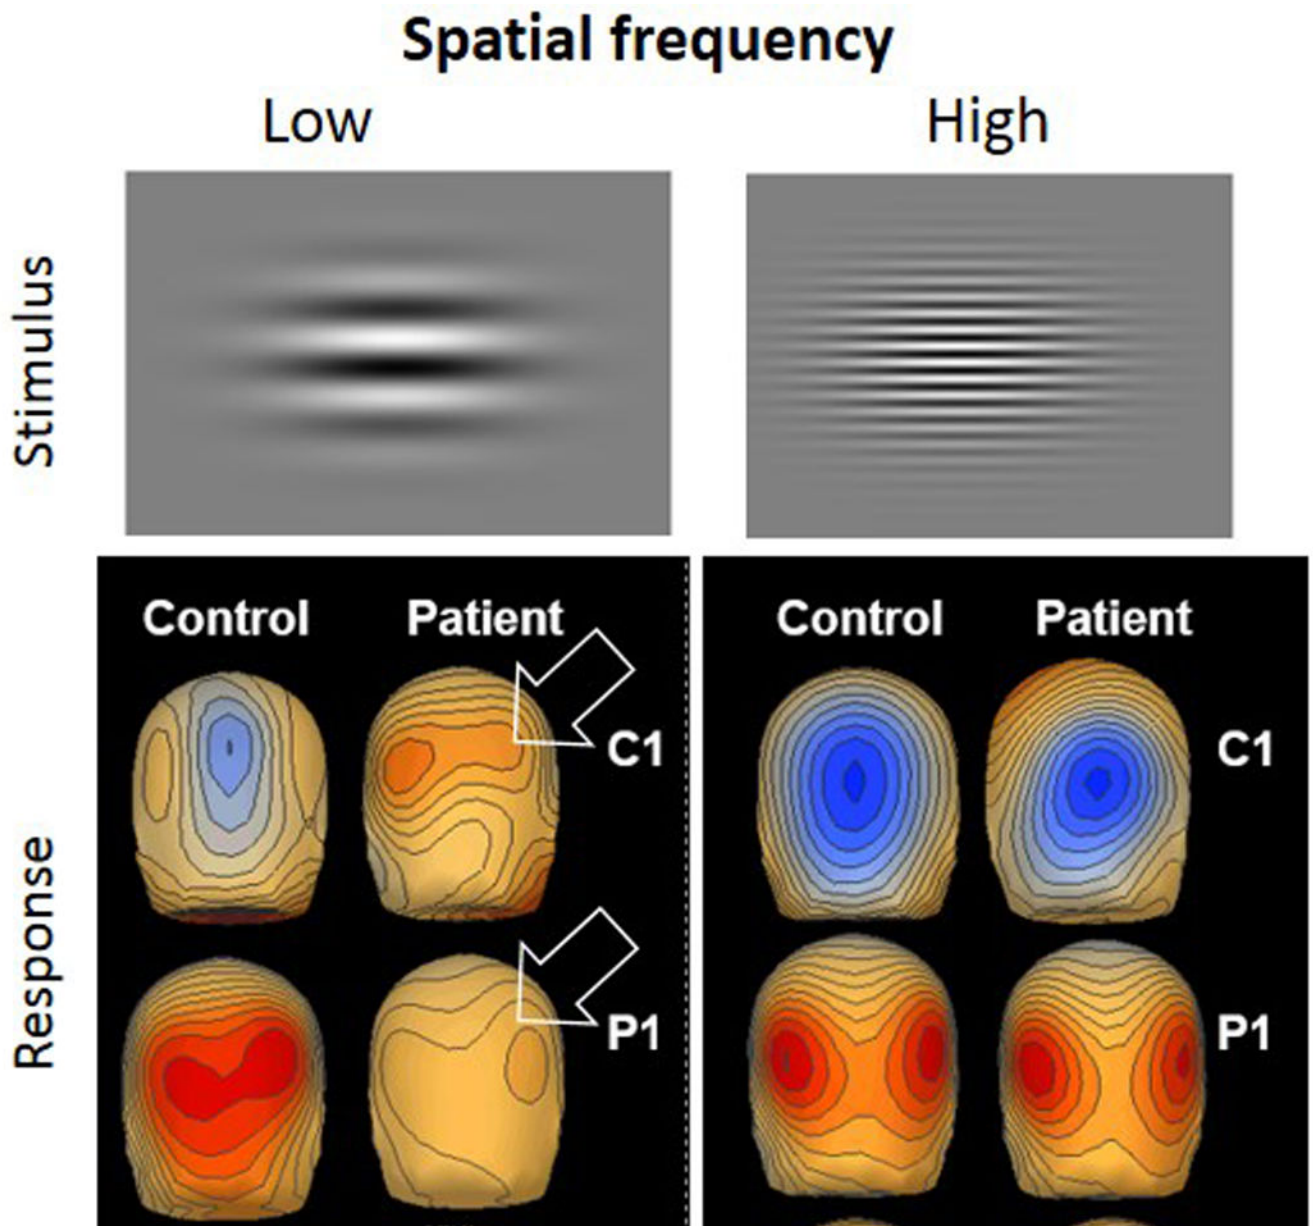 Spatial frequency
Low High
Stimulus
Control Patient Control Patient
C1 C1
Response
P1 P1